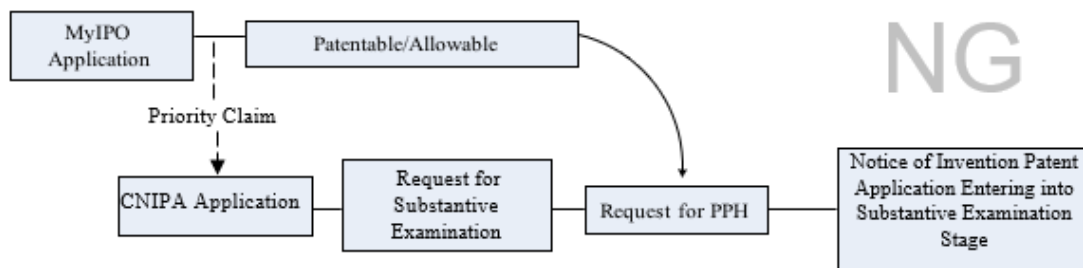 MyIPO
Application
Patentable/Allowable
NG
Priority Claim
CNIPA Application
Request for
Substantive
Examination
Request for PPH
Notice of Invention Patent
Application Entering into
Substantive Examination
Stage